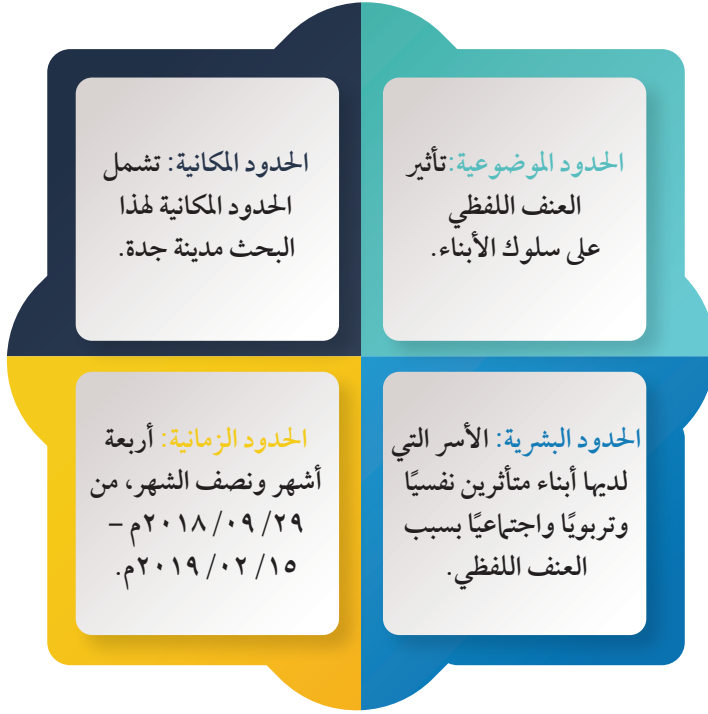 الحدود الموضوعية: تأثير
العنف اللفظي
على سلوك الأبناء.
الحدود المكانية: تشمل
الحدود المكانية لهذا
البحث مدينة جدة.
الحدود البشرية: الأسر التي
لديها أبناء متأثرين نفسيًا
وتربويًا واجتماعيًا بسبب
العنف اللفظي.
الحدود الزمانية: أربعة
أشهر ونصف الشهر، من
٢٩/ ٠٩/ ٢٠١٨م –
١٥/ ٠٢/ ٢٠١٩م.